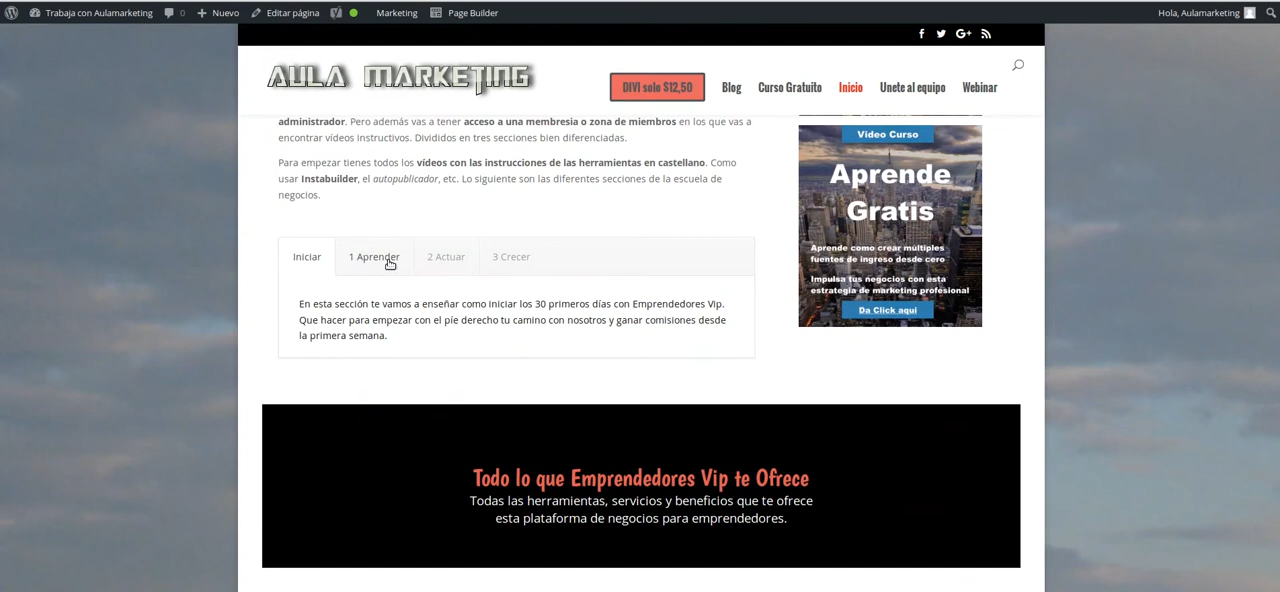 Trabaja con Aulamarketing 0 Nuevo Editar página Marketing Page Builder Hola, Aulamarketing
AULA MARKETING
DIVI solo $12,50 Blog Curso Gratuito Inicio Unete al equipo Webinar
administrador. Pero además vas a tener acceso a una membresia o zona de miembros en los que vas a
encontrar vídeos instructivos. Divididos en tres secciones bien diferenciadas.
Para empezar tienes todos los vídeos con las instrucciones de las herramientas en castellano. Como
usar Instabuilder, el autopublicador, etc. Lo siguiente son las diferentes secciones de la escuela de
negocios.
Iniciar 1 Aprender 2 Actuar 3 Crecer
En esta sección te vamos a enseñar como iniciar los 30 primeros días con Emprendedores Vip.
Que hacer para empezar con el píe derecho tu camino con nosotros y ganar comisiones desde
la primera semana.
Vídeo Curso
Aprende
Gratis
Aprende como crear múltiples
fuentes de ingreso desde cero
Impulsa tus negocios con esta
estrategia de marketing profesional
Da Click aqui
Todo lo que Emprendedores Vip te Ofrece
Todas las herramientas, servicios y beneficios que te ofrece
esta plataforma de negocios para emprendedores.